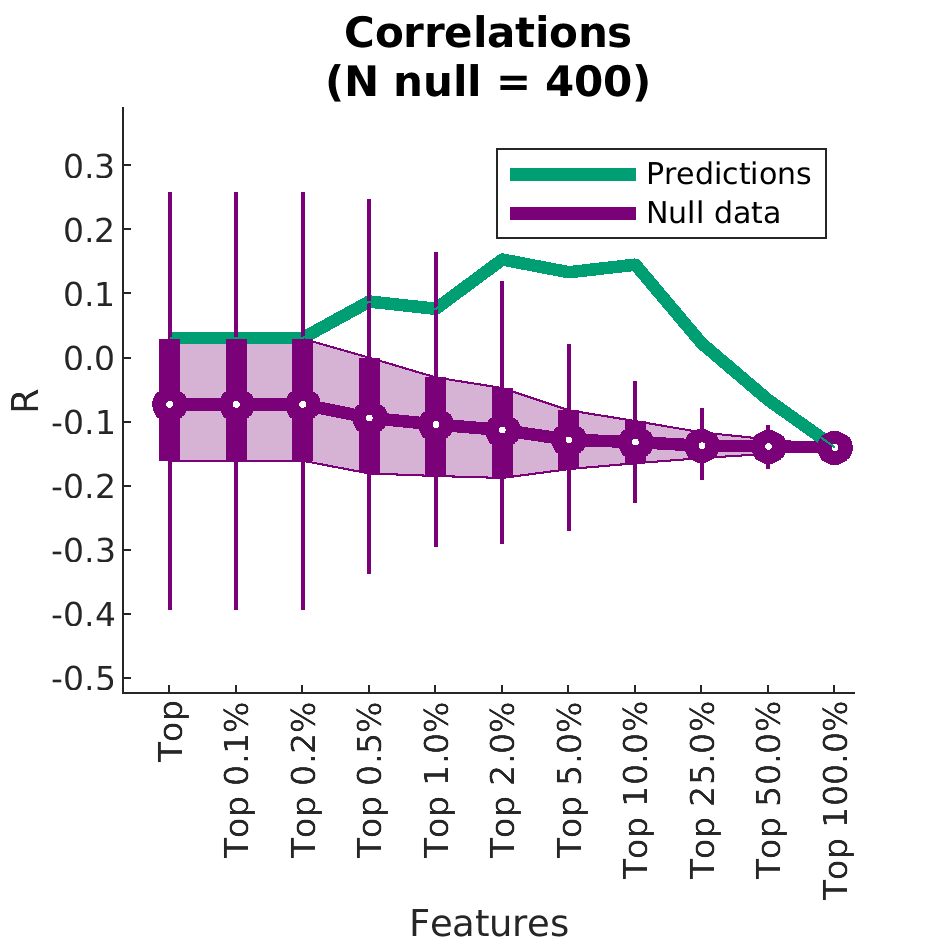 Correlations
(N null = 400)
Predictions
Null data
0.3
0.2
0.1
0.0
-0.1
-0.2
-0.3
-0.4
-0.5
R
Top
Top 0.1%
Top 0.2%
Top 0.5%
Top 1.0%
Top 2.0%
Top 5.0%
Top 10.0%
Top 25.0%
Top 50.0%
Top 100.0%
Features